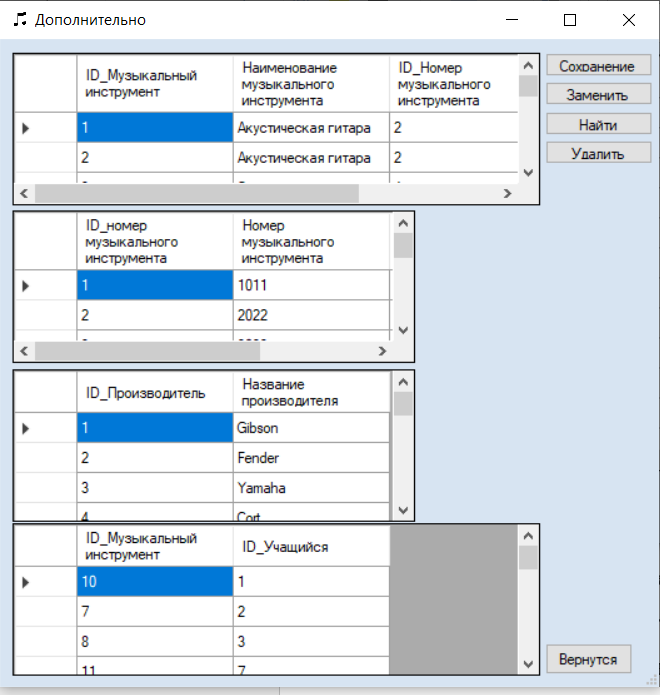 Дополнительно
ID_Музыкальный инструмент
Наименование музыкального инструмента
ID_Номер музыкального инструмента
1 Акустическая гитара 2
2 Акустическая гитара 2
Сохранение
Заменить
Найти
Удалить
ID_номер музыкального инструмента
Номер музыкального инструмента
1 1011
2 2022
ID_Производитель
Название производителя
1 Gibson
2 Fender
3 Yamaha
4 Cort
ID_Музыкальный инструмент
ID_Учащийся
10 1
7 2
8 3
11 7
Вернутся